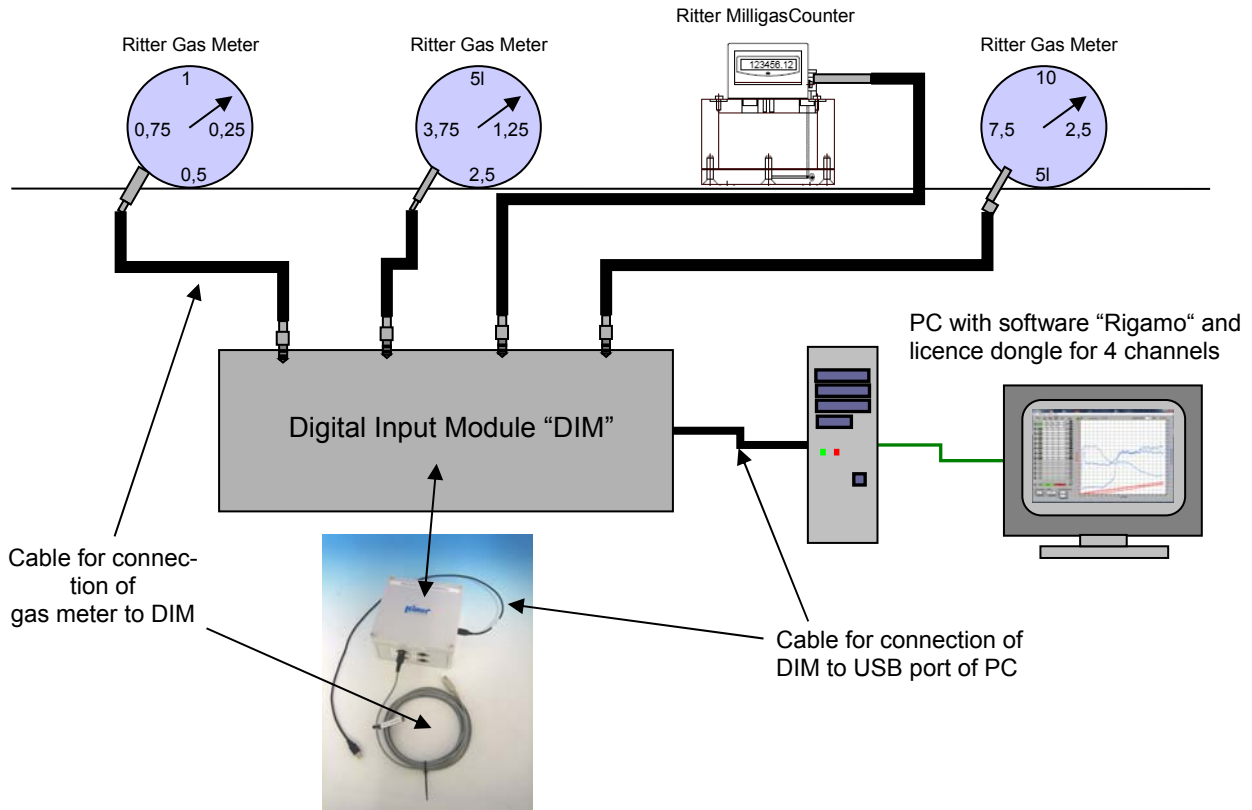 Ritter MilligasCounter
Ritter Gas Meter
Ritter Gas Meter
Ritter Gas Meter
123456.12
1
0,75
0,25
0,5
5l
3,75
1,25
2,5
10
7,5
2,5
5l
PC with software “Rigamo“ and
licence dongle for 4 channels
Digital Input Module “DIM”
Cable for connec-
tion of
gas meter to DIM
Cable for connection of
DIM to USB port of PC